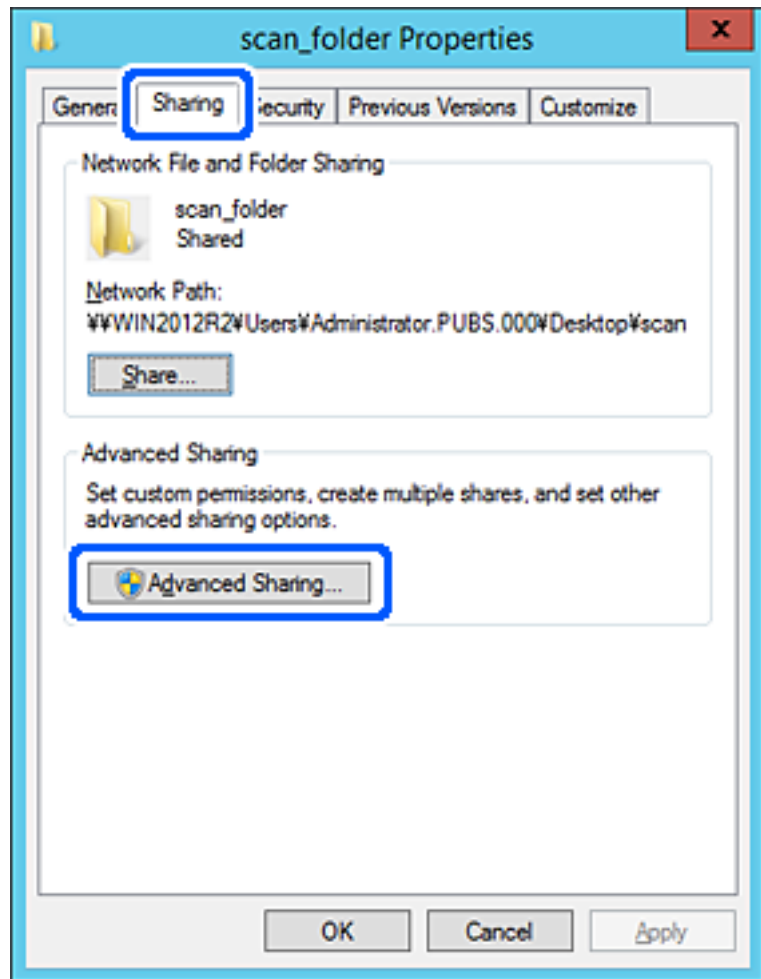 scan_folder Properties
x
Genera Sharing Security Previous Versions Customize
Network File and Folder Sharing
scan_folder
Shared
Network Path:
¥¥WIN2012R2¥Users¥Administrator.PUBS.000¥Desktop¥scan
Share...
Advanced Sharing
Set custom permissions, create multiple shares, and set other
advanced sharing options.
Advanced Sharing...
OK Cancel Apply